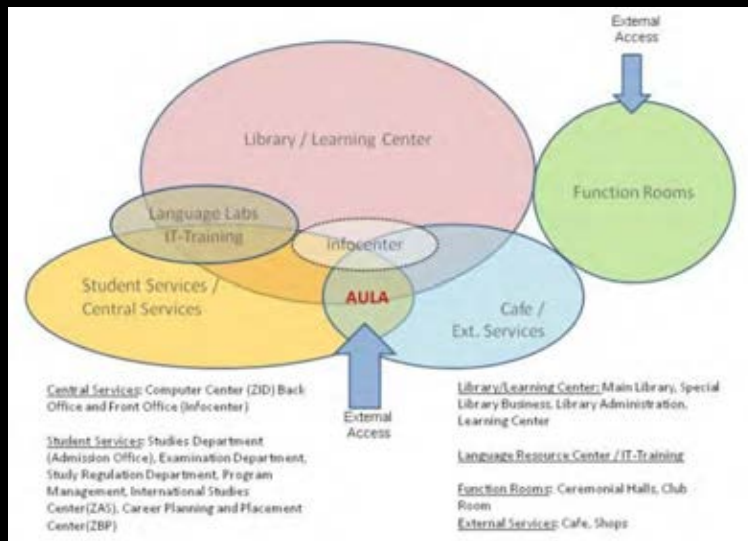 External
Access
Library / Learning Center
Function Rooms
Language Labs
IT-Training
Infocenter
Student Services /
Central Services
AULA
Cafe /
Ext. Services
External
Access
Central Services: Computer Center (ZID) Back
Office and Front Office (Infocenter)
Student Services: Studies Department
(Admission Office), Examination Department,
Study Regulation Department, Program
Management, International Studies
Center(ZAS), Career Planning and Placement
Center(ZBP)
Library/Learning Center: Main Library, Special
Library Business, Library Administration,
Learning Center
Language Resource Center / IT-Training
Function Rooms: Ceremonial Halls, Club
Room
External Services: Cafe, Shops